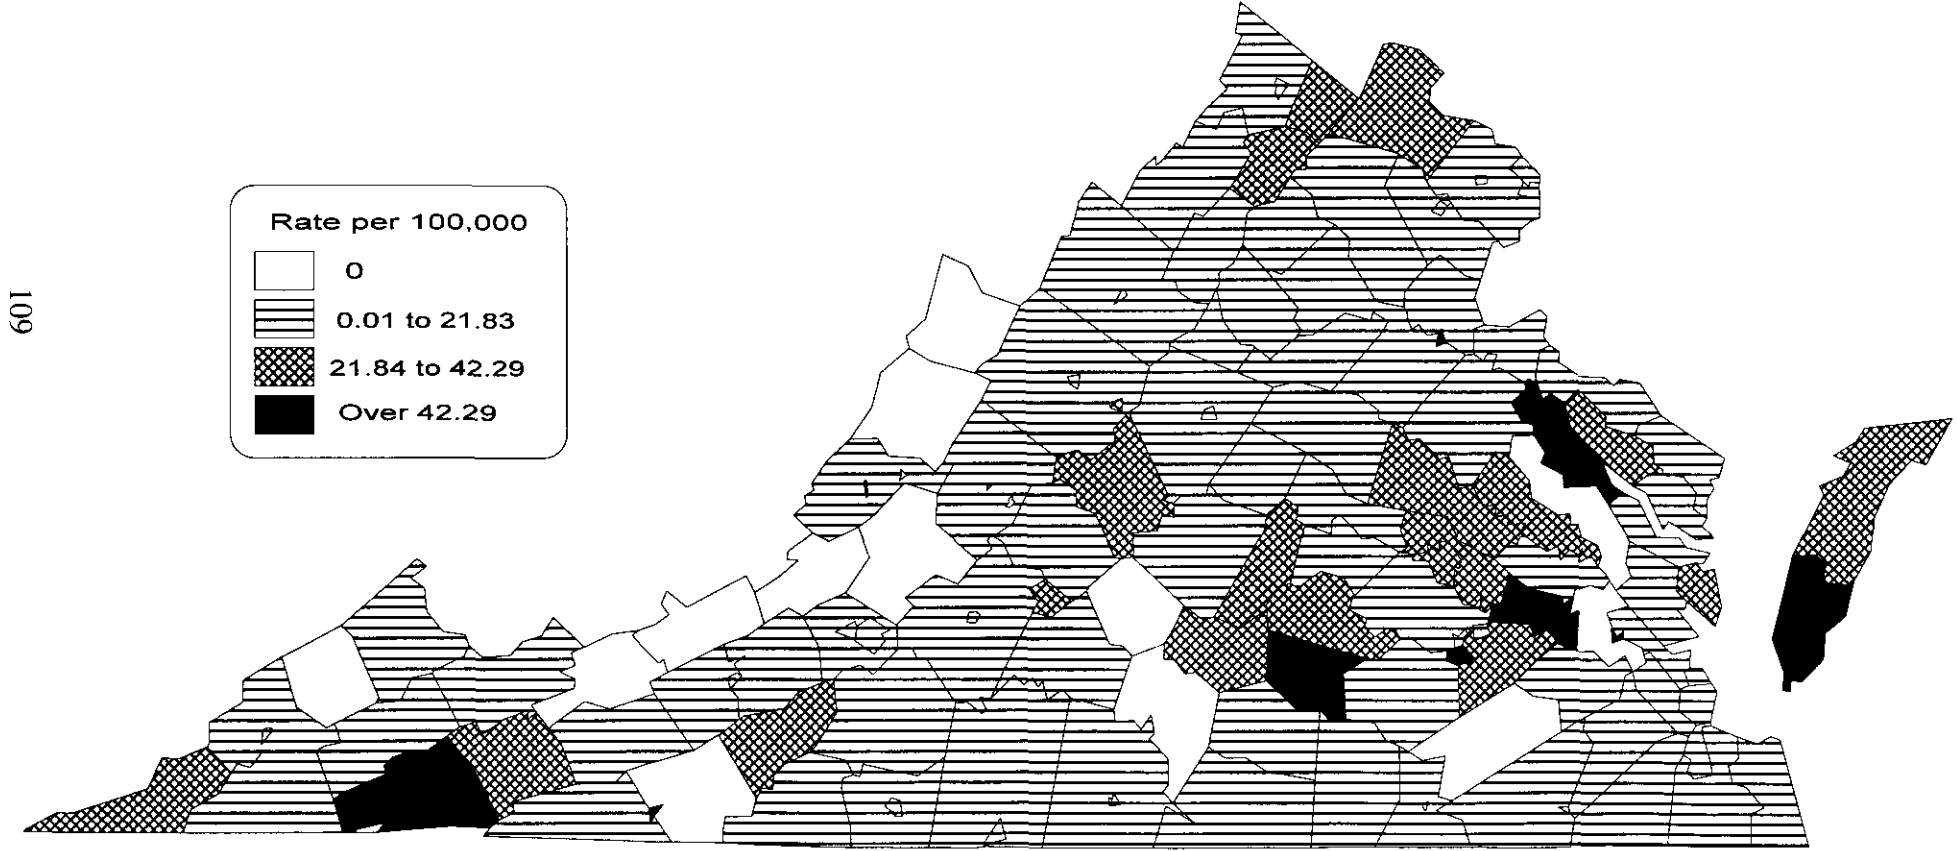 Rate per 100,000
0
0.01 to 21.83
21.84 to 42.29
Over 42.29
109